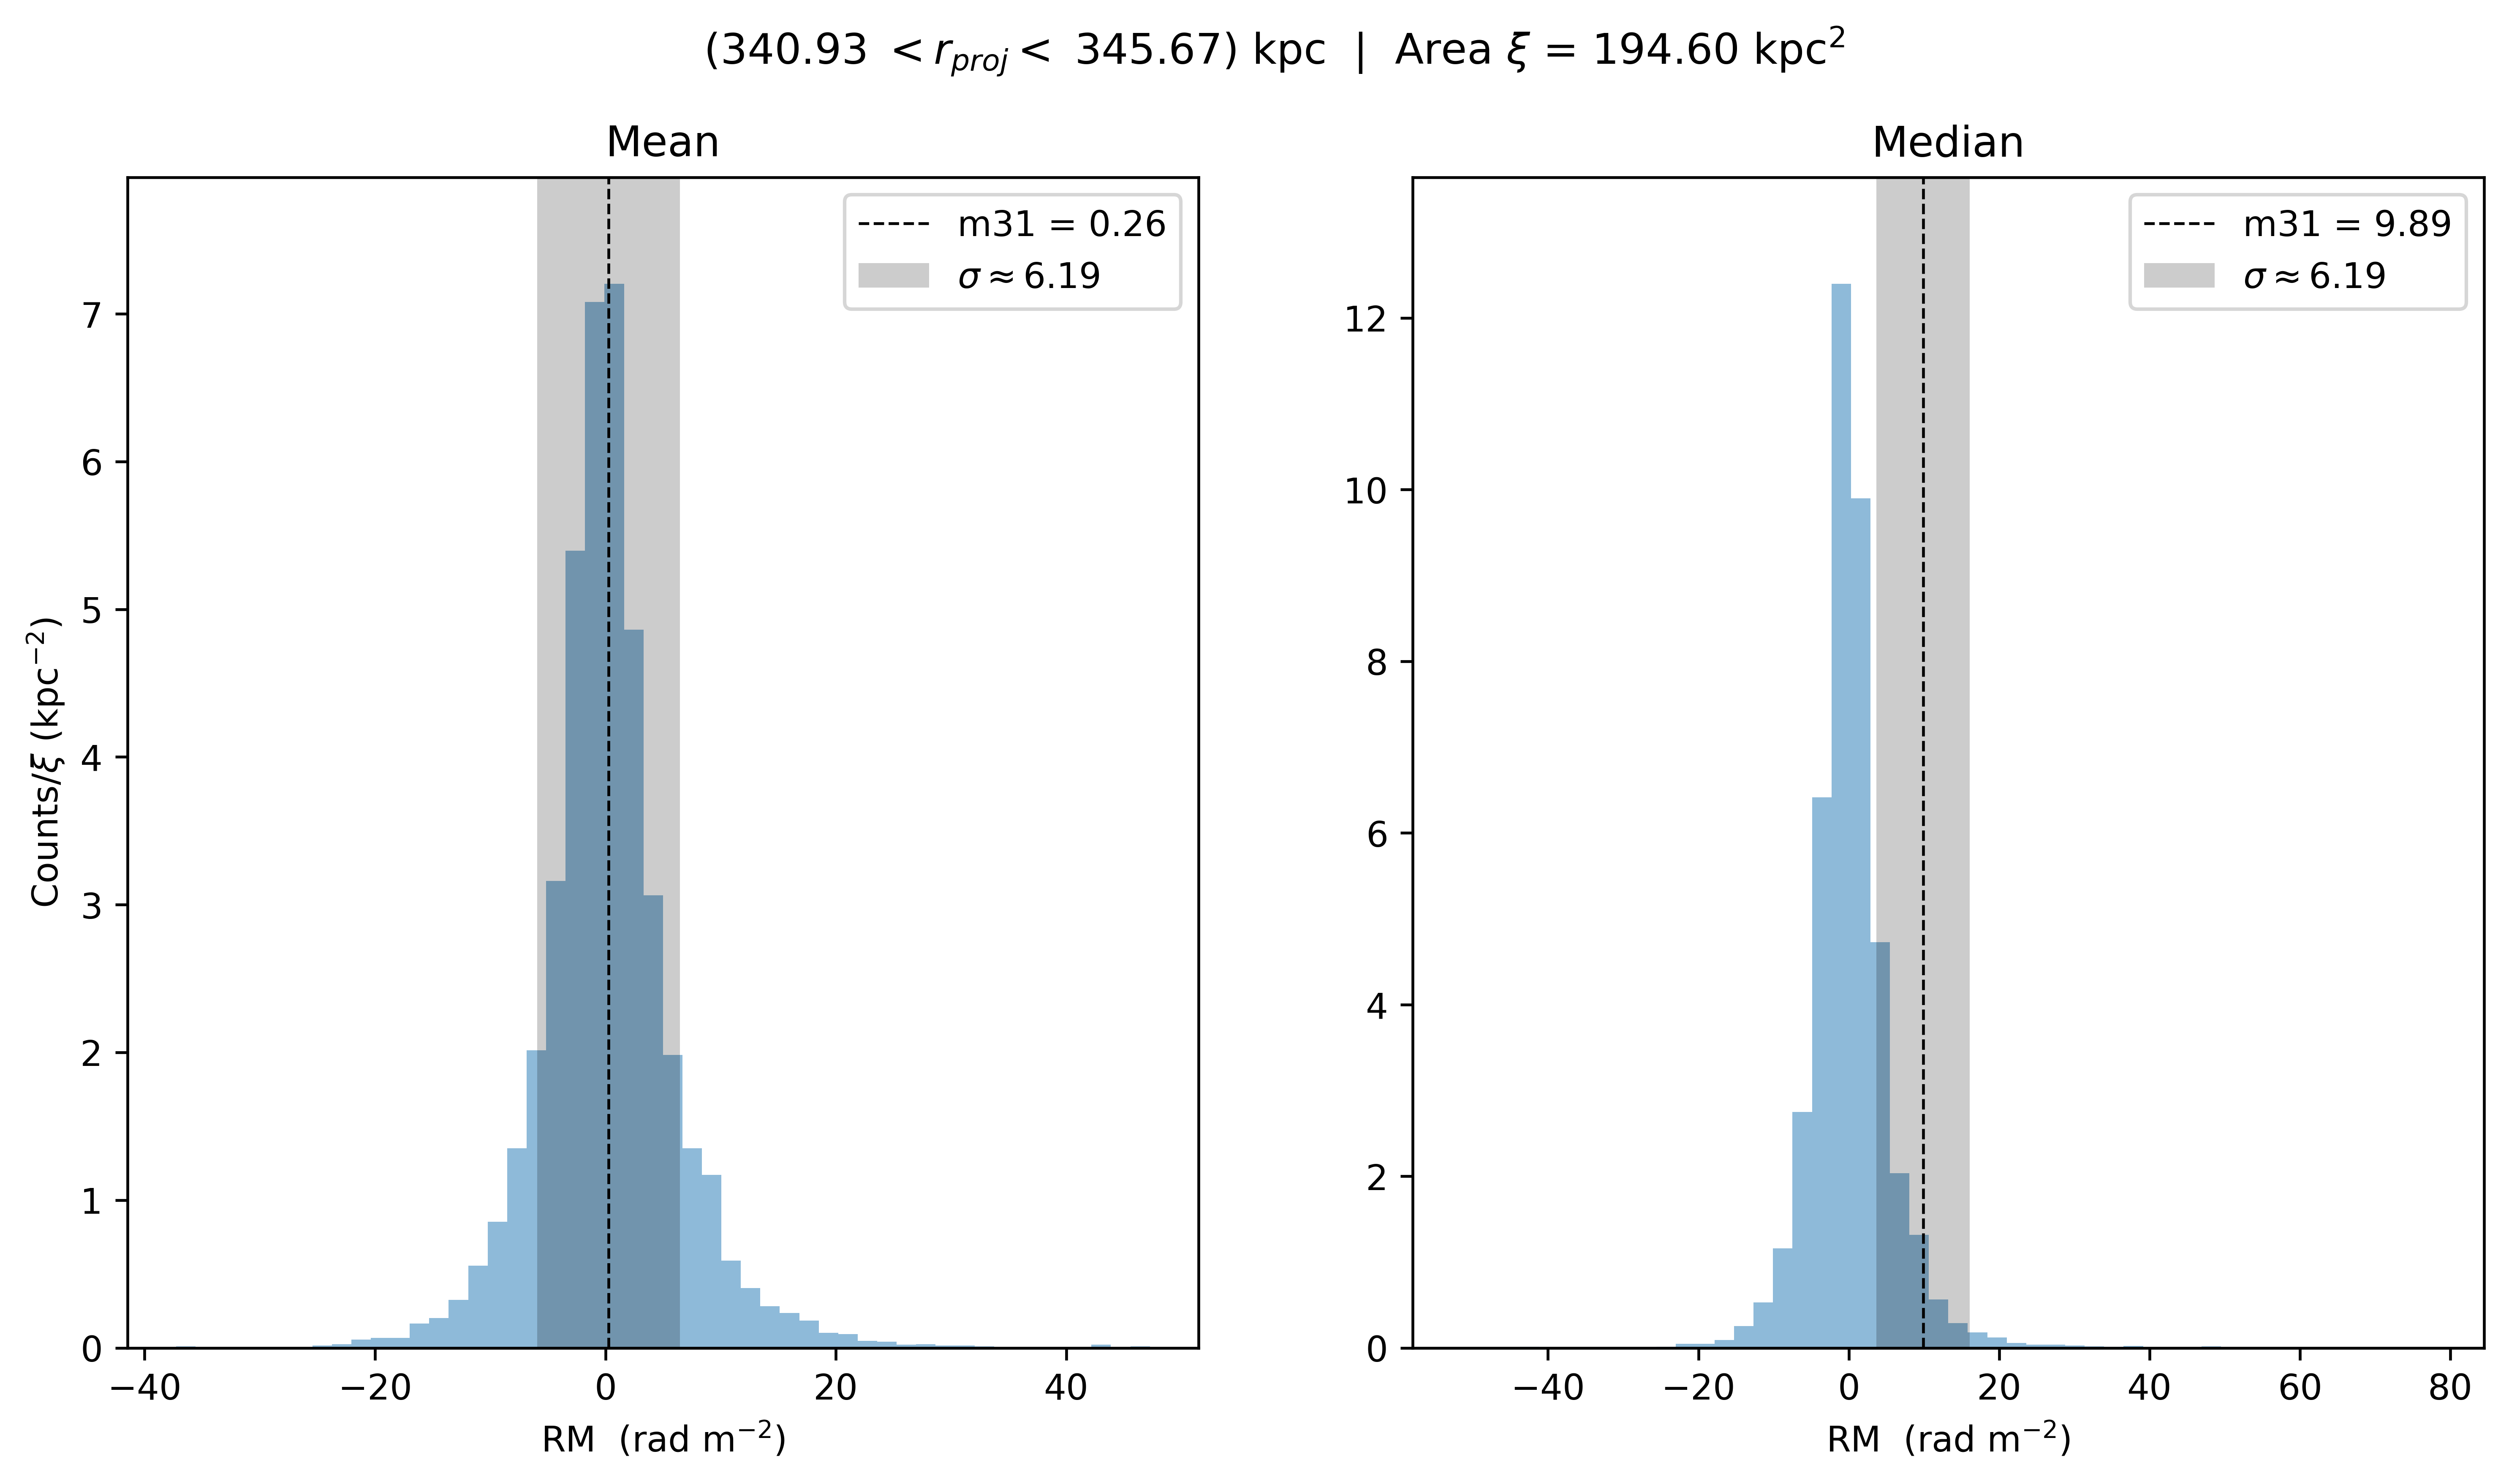 (340.93 < r_proj < 345.67) kpc | Area ξ = 194.60 kpc²
Mean
m31 = 0.26
σ ≈ 6.19
Counts/ξ (kpc⁻²)
7
6
5
4
3
2
1
0
−40 −20 0 20 40
RM (rad m⁻²)
Median
m31 = 9.89
σ ≈ 6.19
12
10
8
6
4
2
0
−40 −20 0 20 40 60 80
RM (rad m⁻²)